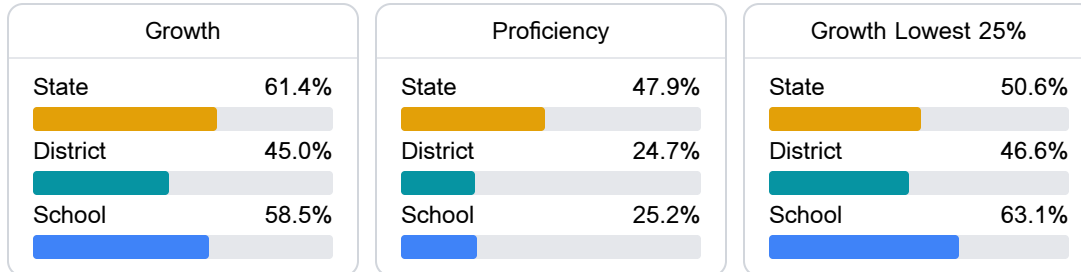 Growth
State 61.4%
District 45.0%
School 58.5%
Proficiency
State 47.9%
District 24.7%
School 25.2%
Growth Lowest 25%
State 50.6%
District 46.6%
School 63.1%